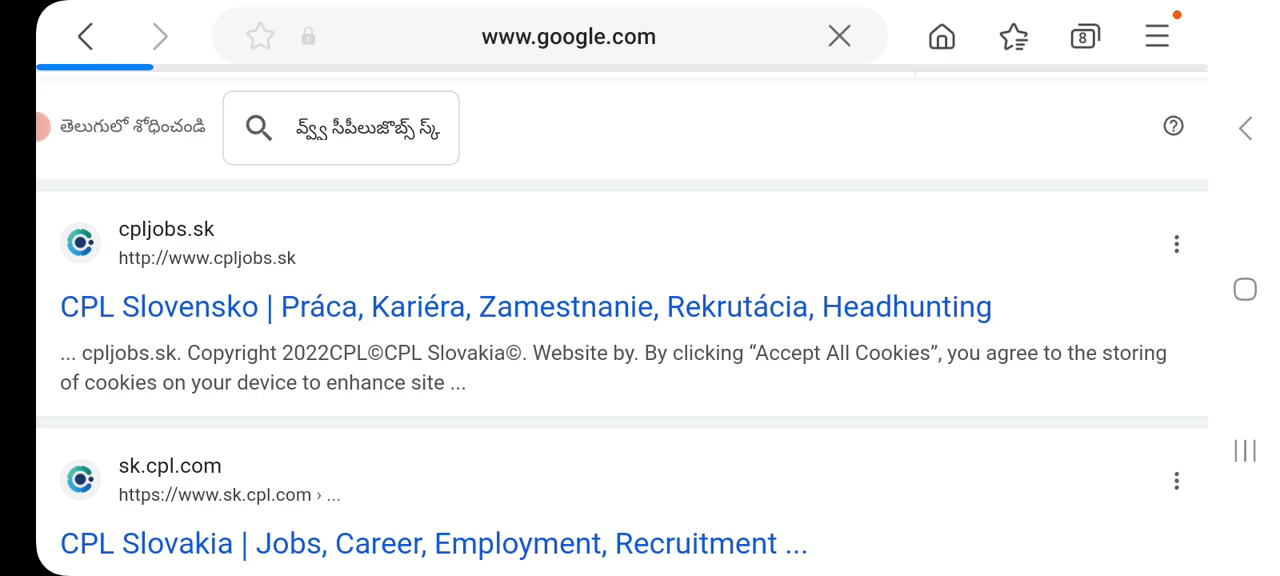 www.google.com
8
తెలుగులో శోధించండి
వ్వ్వ్ సీపీలుజొబ్స్ స్క్
cpljobs.sk
http://www.cpljobs.sk
CPL Slovensko | Práca, Kariéra, Zamestnanie, Rekrutácia, Headhunting
... cpljobs.sk. Copyright 2022CPL©CPL Slovakia©. Website by. By clicking “Accept All Cookies”, you agree to the storing
of cookies on your device to enhance site ...
sk.cpl.com
https://www.sk.cpl.com › ...
CPL Slovakia | Jobs, Career, Employment, Recruitment ...